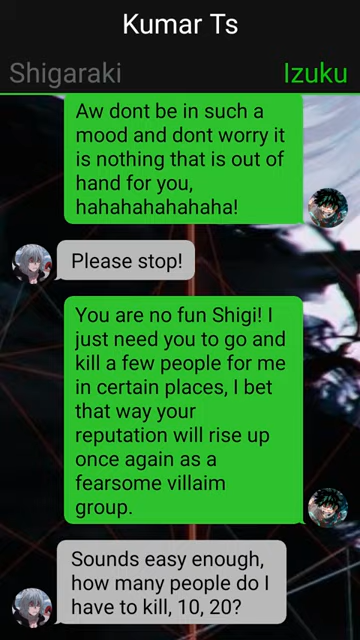 Kumar Ts
Shigaraki
Izuku
Aw dont be in such a
mood and dont worry it
is nothing that is out of
hand for you,
hahahahahahaha!
Please stop!
You are no fun Shigi! I
just need you to go and
kill a few people for me
in certain places, I bet
that way your
reputation will rise up
once again as a
fearsome villaim
group.
Sounds easy enough,
how many people do I
have to kill, 10, 20?